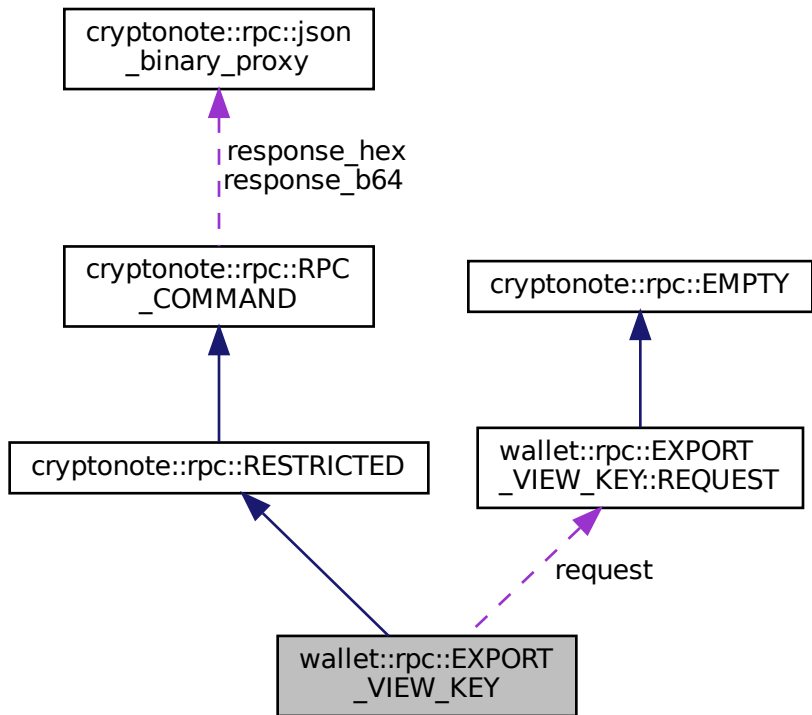 cryptonote::rpc::json
_binary_proxy
response_hex
response_b64
cryptonote::rpc::RPC
_COMMAND
cryptonote::rpc::EMPTY
cryptonote::rpc::RESTRICTED
wallet::rpc::EXPORT
_VIEW_KEY::REQUEST
request
wallet::rpc::EXPORT
_VIEW_KEY